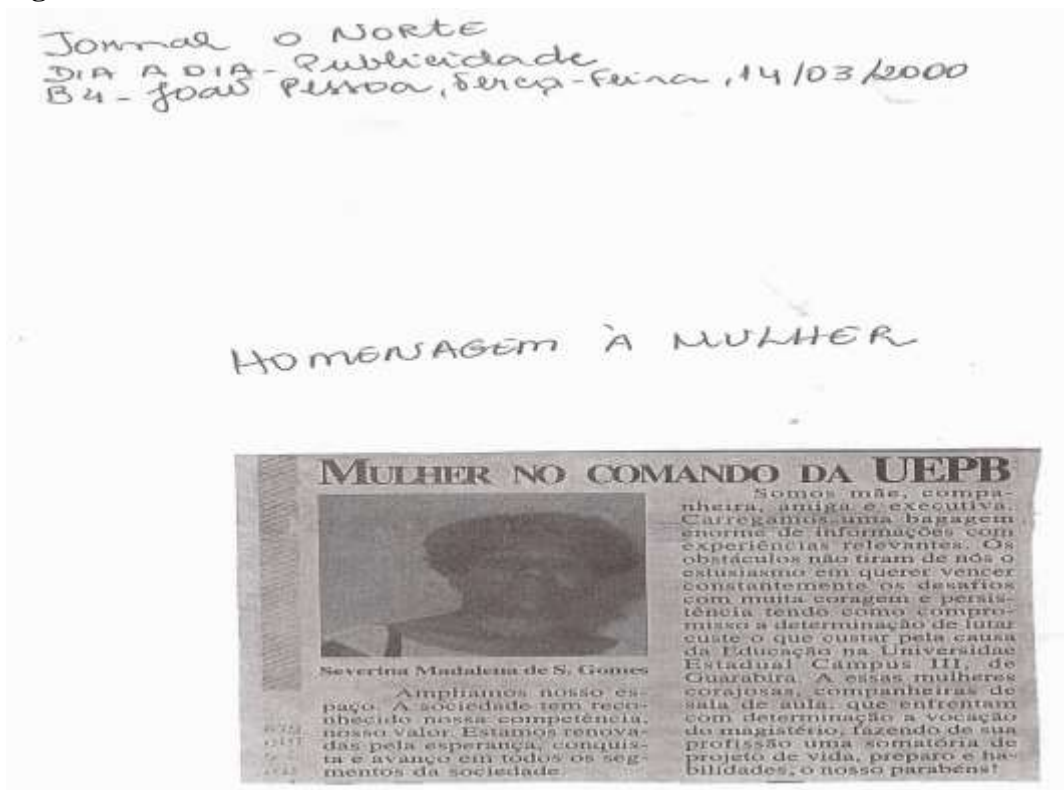 Jornal O NORTE
DIA A DIA - Publicidade
B4 - João Pessoa, Terça-Feira, 14/03/2000
HOMENAGEM À MULHER
MULHER NO COMANDO DA UEPB
Severina Madalena de S. Gomes
Ampliamos nosso es-
paço. A sociedade tem reco-
nhecido nossa competência,
nosso valor. Estamos renova-
das pela esperança, conquis-
ta e avanço em todos os seg-
mentos da sociedade.
Somos mãe, compa-
nheira, amiga e executiva.
Carregamos uma bagagem
enorme de informações com
experiências relevantes. Os
obstáculos não tiram de nós o
estusiasmo em querer vencer
constantemente os desafios
com muita coragem e persis-
tência tendo como compro-
misso a determinação de lutar
custe o que custar pela causa
da Educação na Universidae
Estadual Campus III, de
Guarabira. A essas mulheres
corajosas, companheiras de
sala de aula, que enfrentam
com determinação a vocação
do magistério, fazendo de sua
profissão uma somatória de
projeto de vida, preparo e ha-
bilidades, o nosso parabéns!